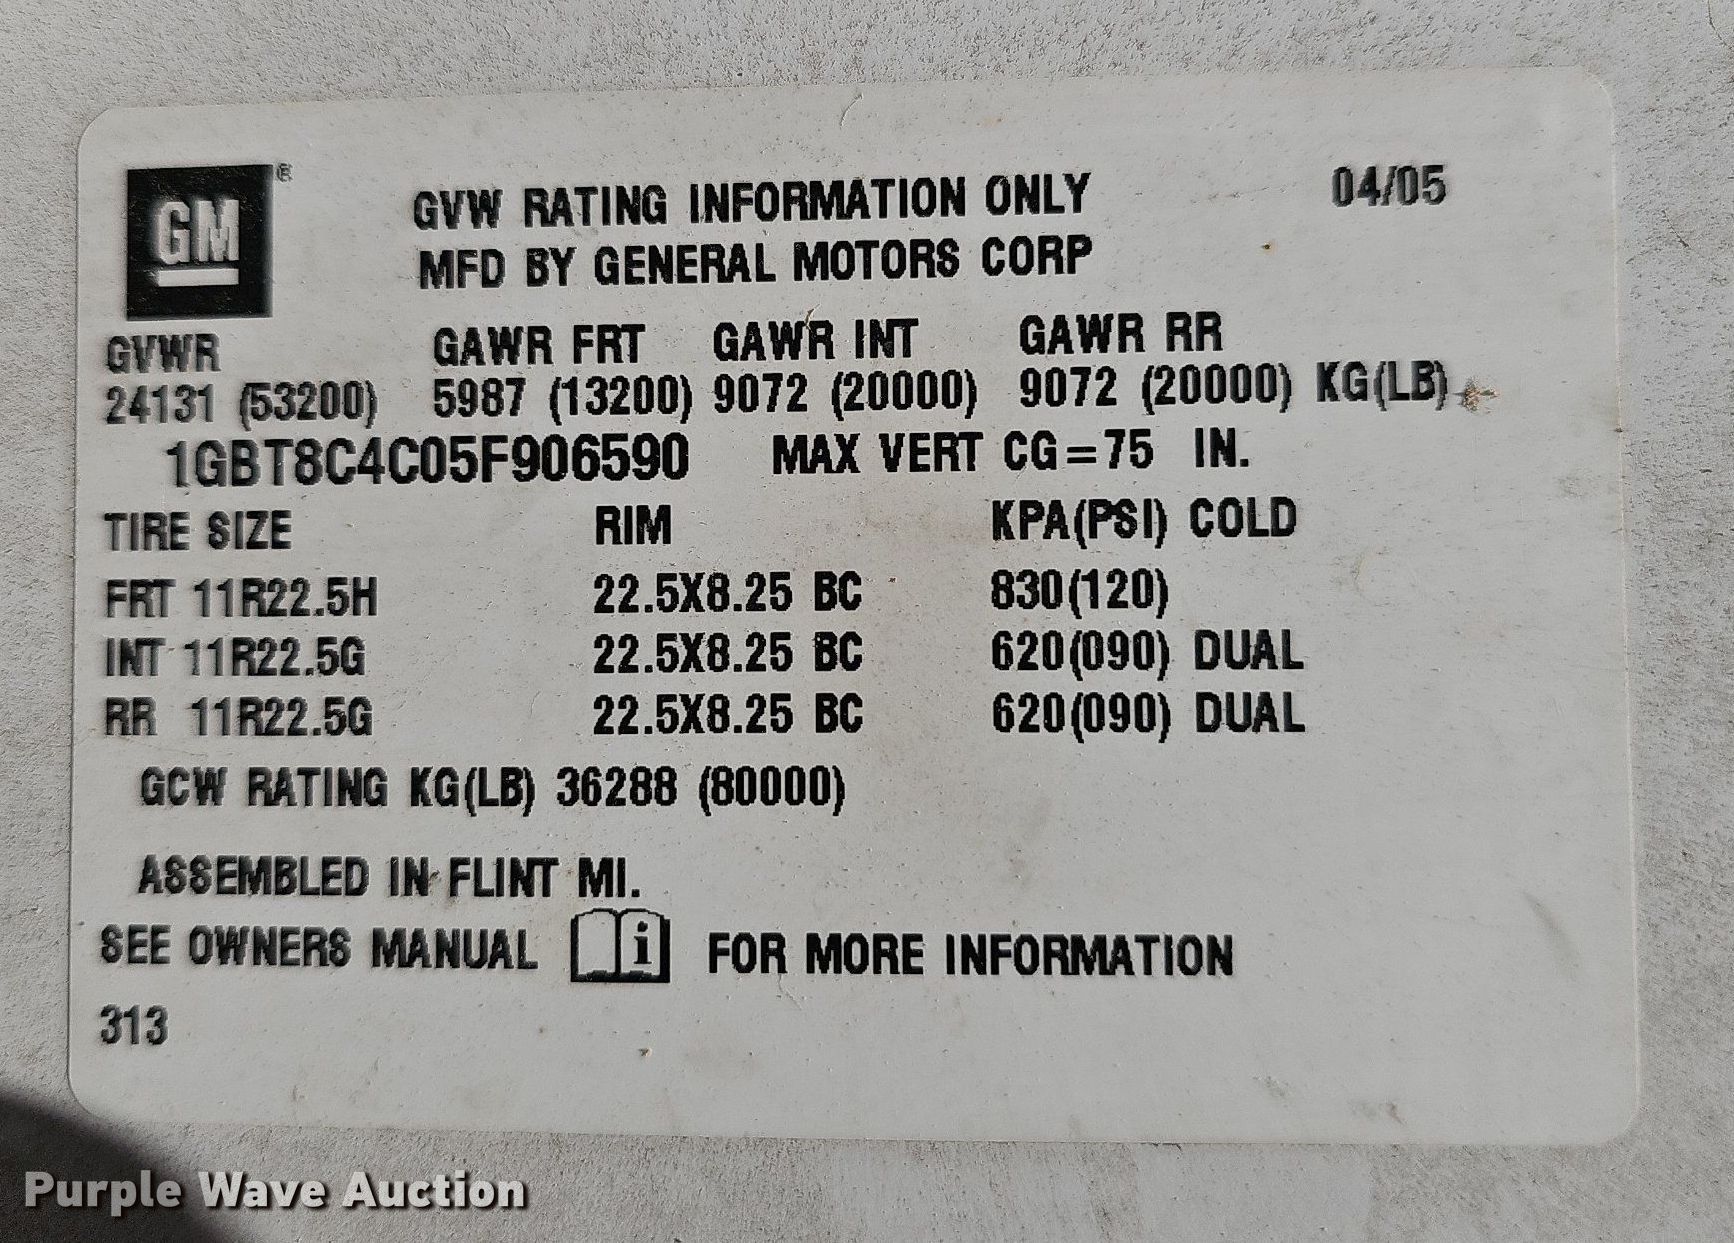 GM®
GVW RATING INFORMATION ONLY 04/05
MFD BY GENERAL MOTORS CORP
GVWR GAWR FRT GAWR INT GAWR RR
24131 (53200) 5987 (13200) 9072 (20000) 9072 (20000) KG(LB)
1GBT8C4C05F906590 MAX VERT CG=75 IN.
TIRE SIZE RIM KPA(PSI) COLD
FRT 11R22.5H 22.5X8.25 BC 830(120)
INT 11R22.5G 22.5X8.25 BC 620(090) DUAL
RR 11R22.5G 22.5X8.25 BC 620(090) DUAL
GCW RATING KG(LB) 36288 (80000)
ASSEMBLED IN FLINT MI.
SEE OWNERS MANUAL i FOR MORE INFORMATION
313
Purple Wave Auction